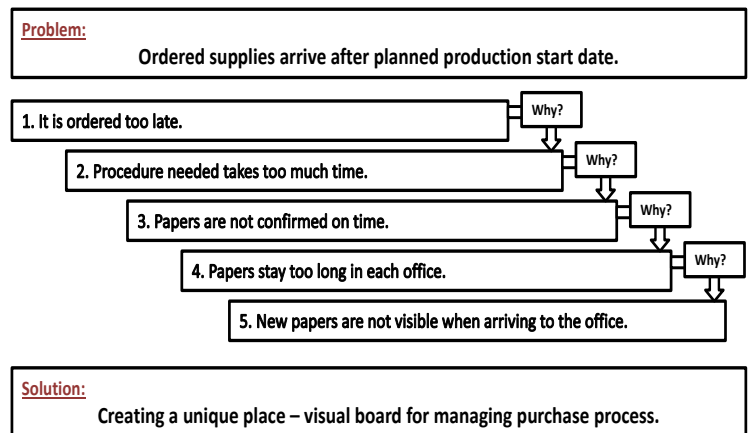 Problem:
Ordered supplies arrive after planned production start date.
1. It is ordered too late.
Why?
2. Procedure needed takes too much time.
Why?
3. Papers are not confirmed on time.
Why?
4. Papers stay too long in each office.
Why?
5. New papers are not visible when arriving to the office.
Solution:
Creating a unique place – visual board for managing purchase process.